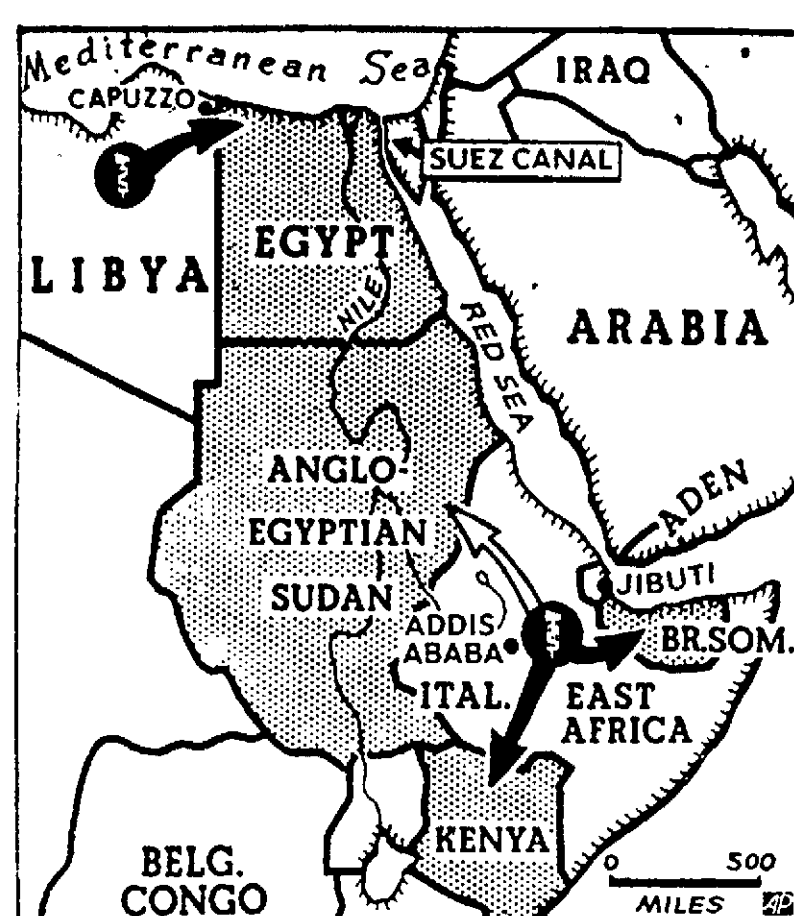 Mediterranean Sea
IRAQ
CAPUZZO
SUEZ CANAL
EGYPT
LIBYA
NILE
RED SEA
ARABIA
ANGLO-
EGYPTIAN
SUDAN
ADEN
JIBUTI
ADDIS
ABABA
BR.SOM.
ITAL. EAST
AFRICA
KENYA
BELG.
CONGO
0 500
MILES
AP